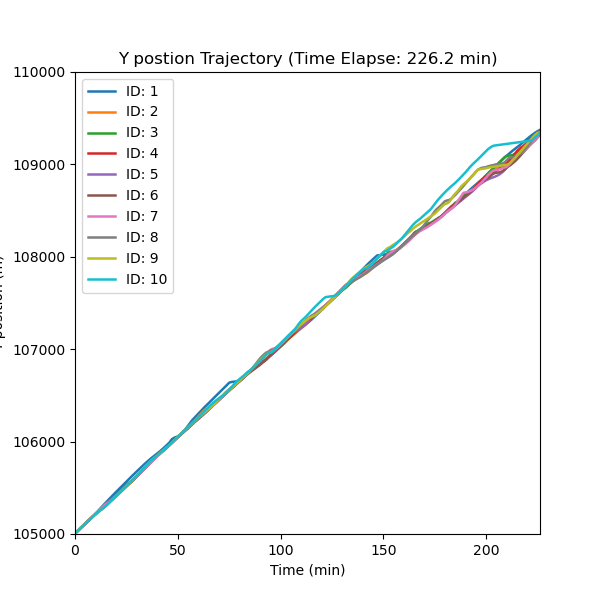 Y postion Trajectory (Time Elapse: 226.2 min)
110000
109000
108000
107000
106000
105000
ID: 1
ID: 2
ID: 3
ID: 4
ID: 5
ID: 6
ID: 7
ID: 8
ID: 9
ID: 10
0
50
100
150
200
Time (min)